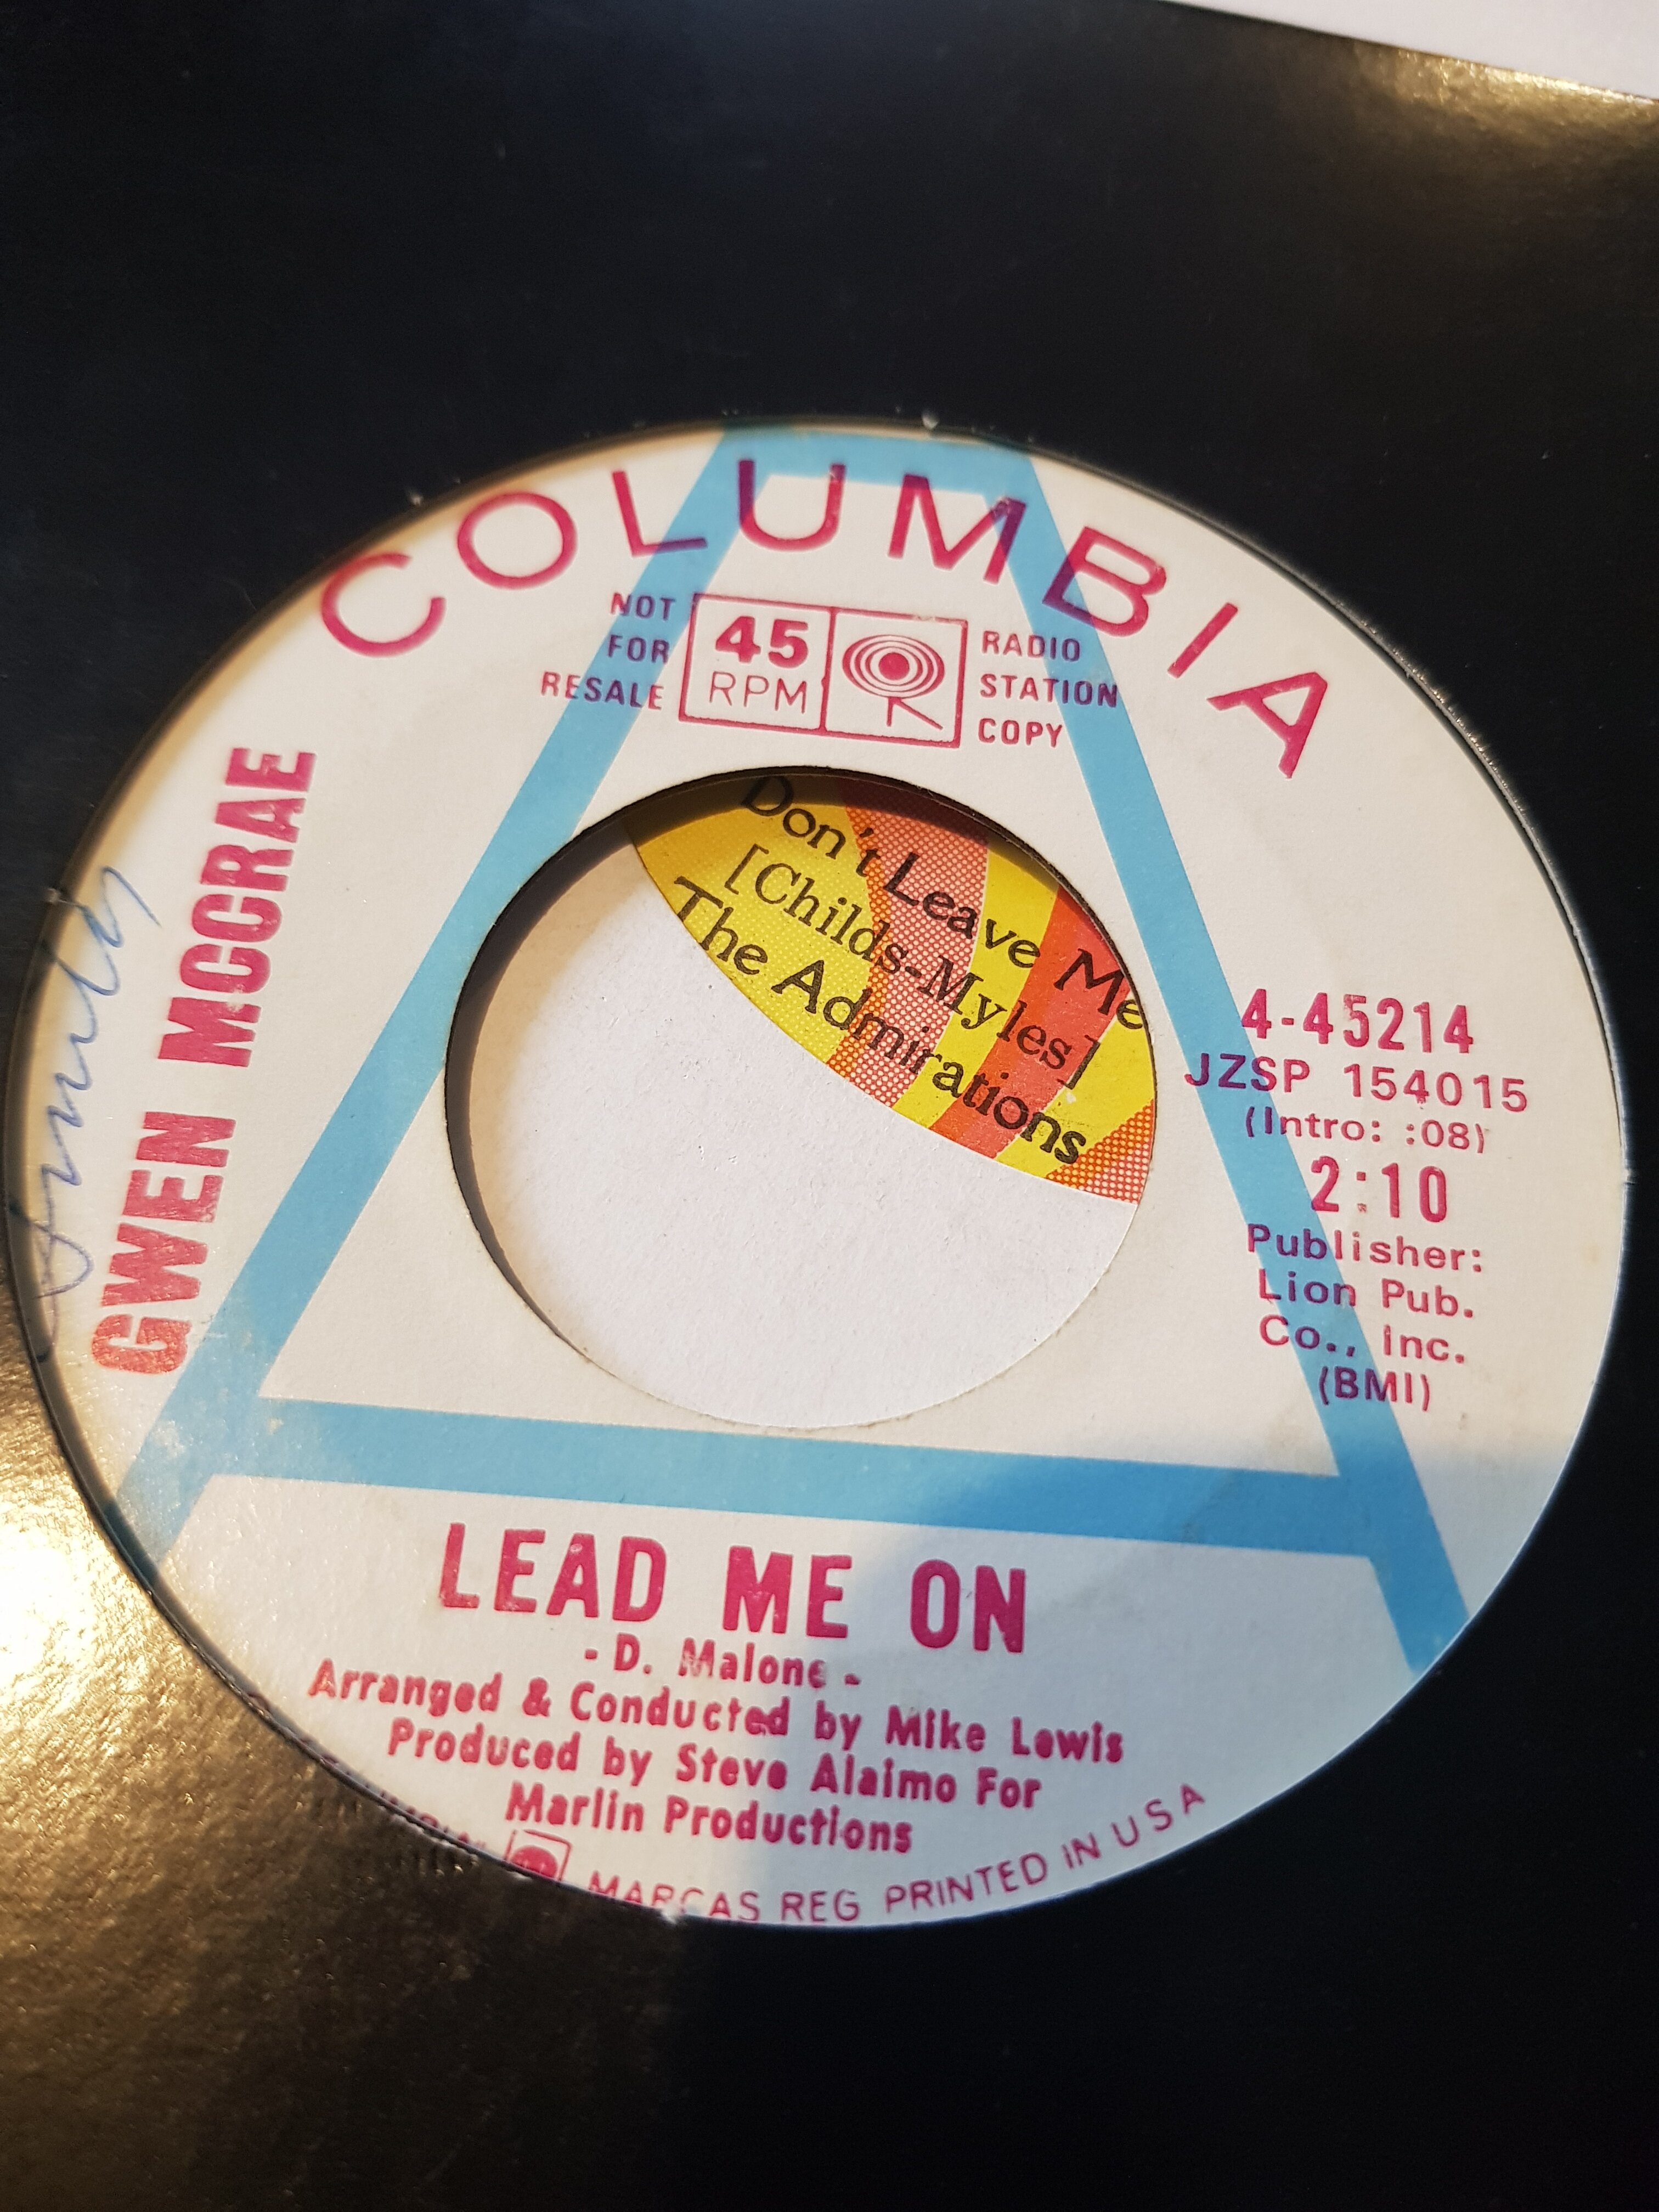 COLUMBIA
NOT
FOR
RESALE
45
RPM
RADIO
STATION
COPY
GWEN MCCRAE
Don't Leave Me
[Childs-Myles]
The Admirations
4-45214
JZSP 154015
(Intro: :08)
2:10
Publisher:
Lion Pub.
Co., Inc.
(BMI)
LEAD ME ON
- D. Malone -
Arranged & Conducted by Mike Lewis
Produced by Steve Alaimo For
Marlin Productions
MARCAS REG PRINTED IN USA